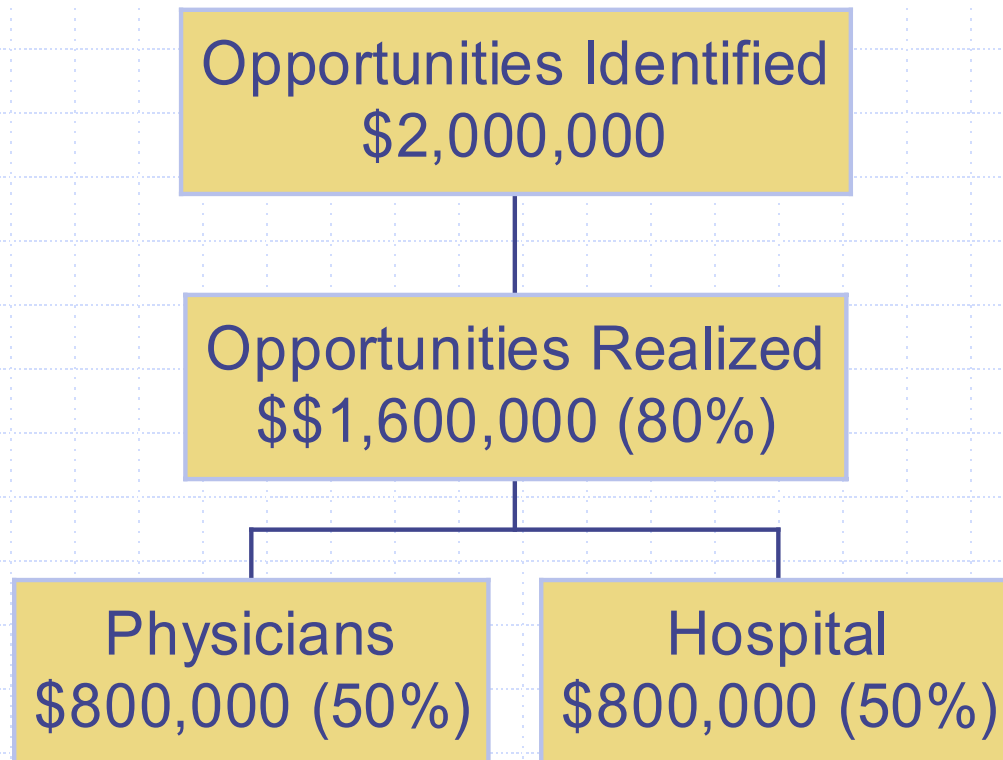 Opportunities Identified
$2,000,000
Opportunities Realized
$$1,600,000 (80%)
Physicians
$800,000 (50%)
Hospital
$800,000 (50%)